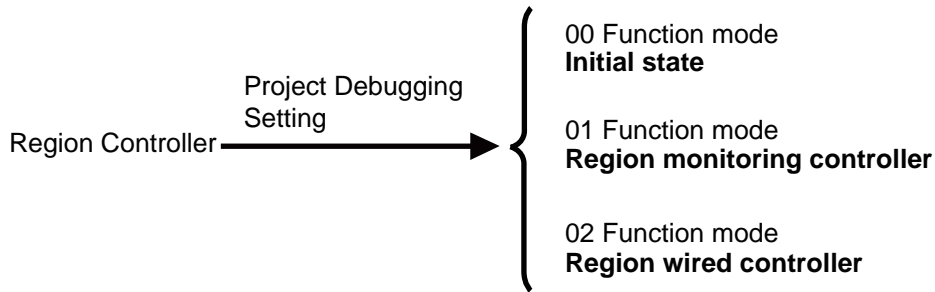 Region Controller
Project Debugging
Setting
00 Function mode
Initial state
01 Function mode
Region monitoring controller
02 Function mode
Region wired controller